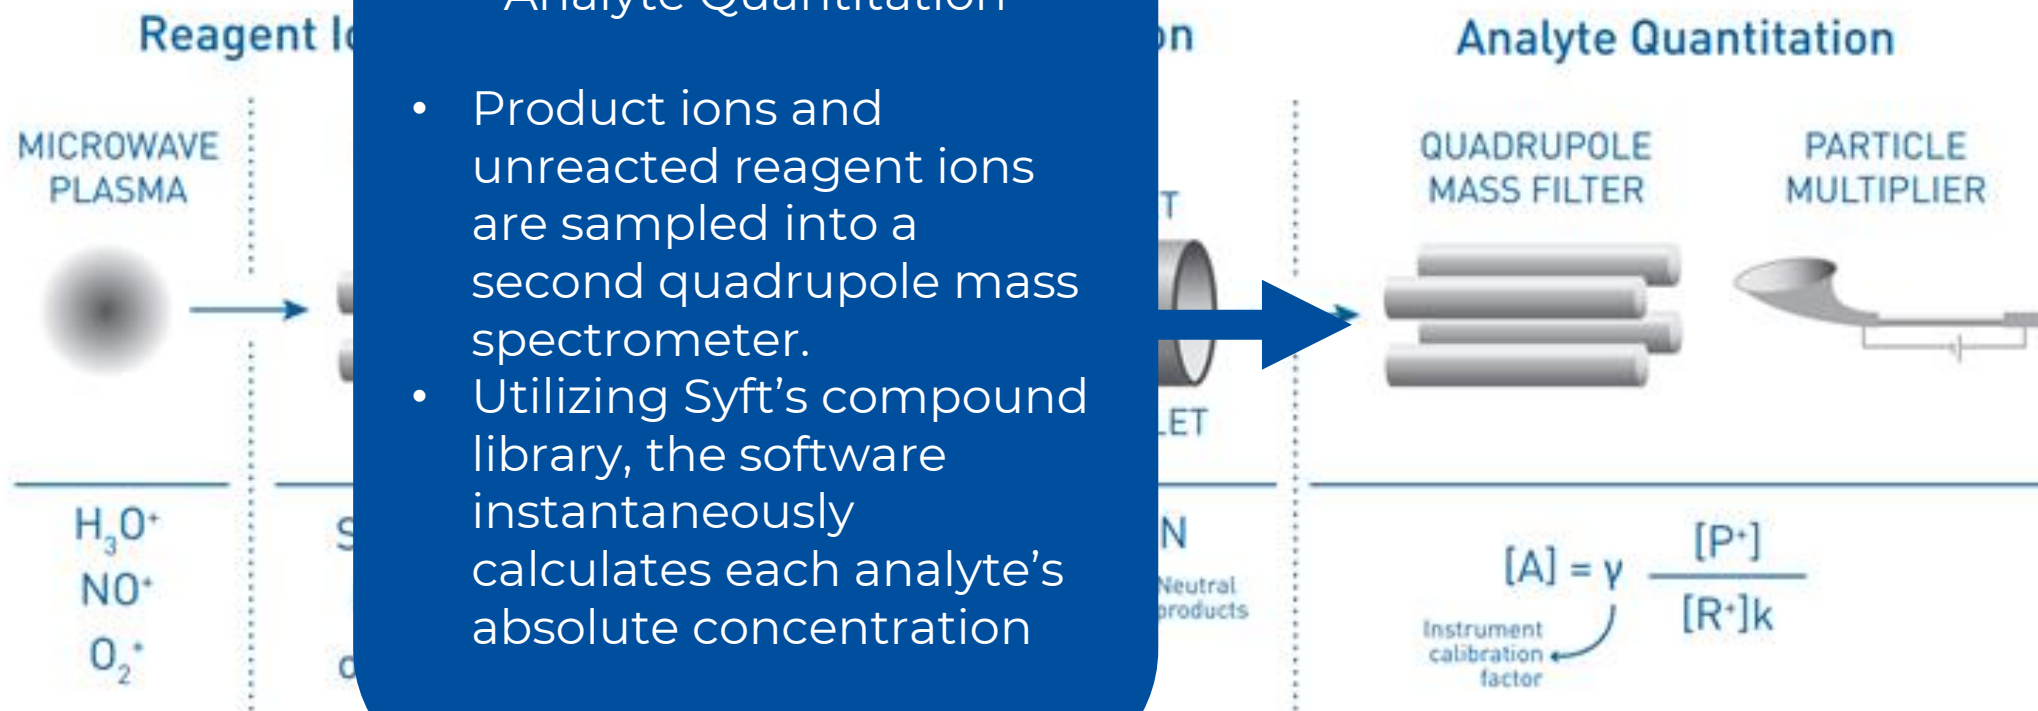 Analyte Quantitation
Reagent
Analyte Quantitation
MICROWAVE
PLASMA
• Product ions and
unreacted reagent ions
are sampled into a
second quadrupole mass
spectrometer.
• Utilizing Syft’s compound
library, the software
instantaneously
calculates each analyte’s
absolute concentration
QUADRUPOLE
MASS FILTER
PARTICLE
MULTIPLIER
H₃O⁺
NO⁺
O₂⁺
Neutral
products
[A] = γ [P⁺]
[R⁺]k
Instrument
calibration
factor